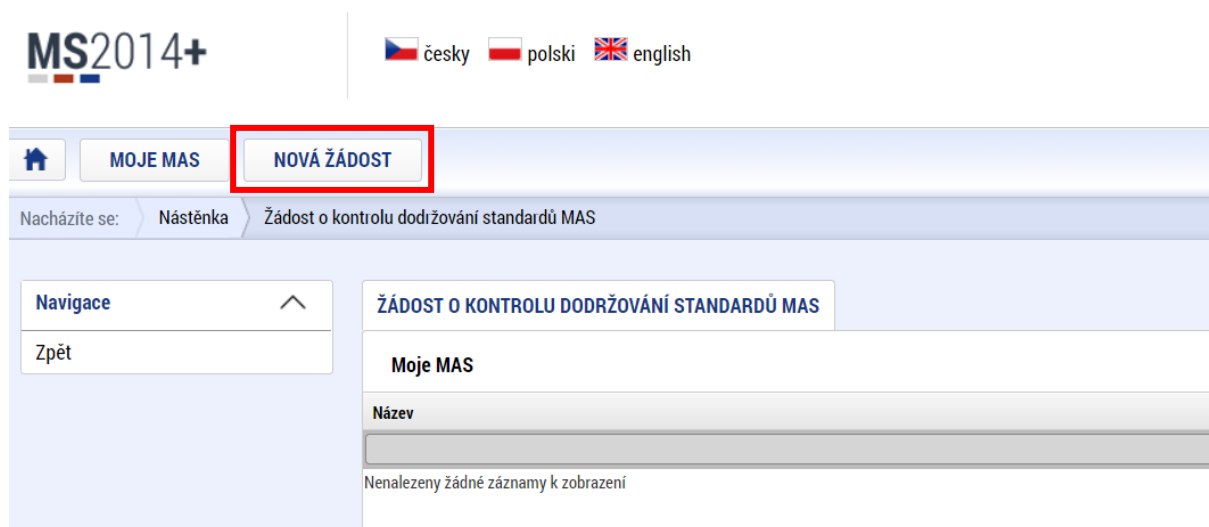 MS2014+
česky polski english
MOJE MAS NOVÁ ŽÁDOST
Nacházíte se: Nástěnka Žádost o kontrolu dodržování standardů MAS
Navigace
Zpět
ŽÁDOST O KONTROLU DODRŽOVÁNÍ STANDARDŮ MAS
Moje MAS
Název
Nenalezeny žádné záznamy k zobrazení